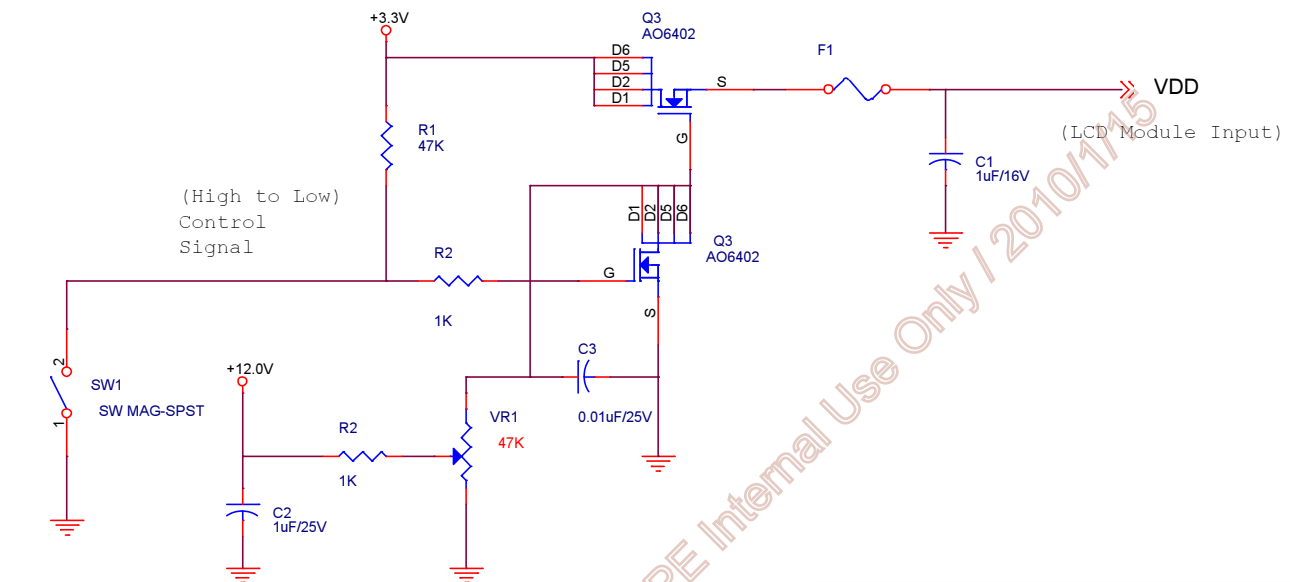 +3.3V
Q3
AO6402
D6
D5
D2
D1
S
G
F1
VDD
(LCD Module Input)
R1
47K
C1
1uF/16V
(High to Low)
Control
Signal
D1
D2
D5
D6
Q3
AO6402
R2
1K
G
S
2
SW1
SW MAG-SPST
1
+12.0V
C3
0.01uF/25V
R2
1K
VR1
47K
C2
1uF/25V
PE Internal Use Only / 2010/1/15